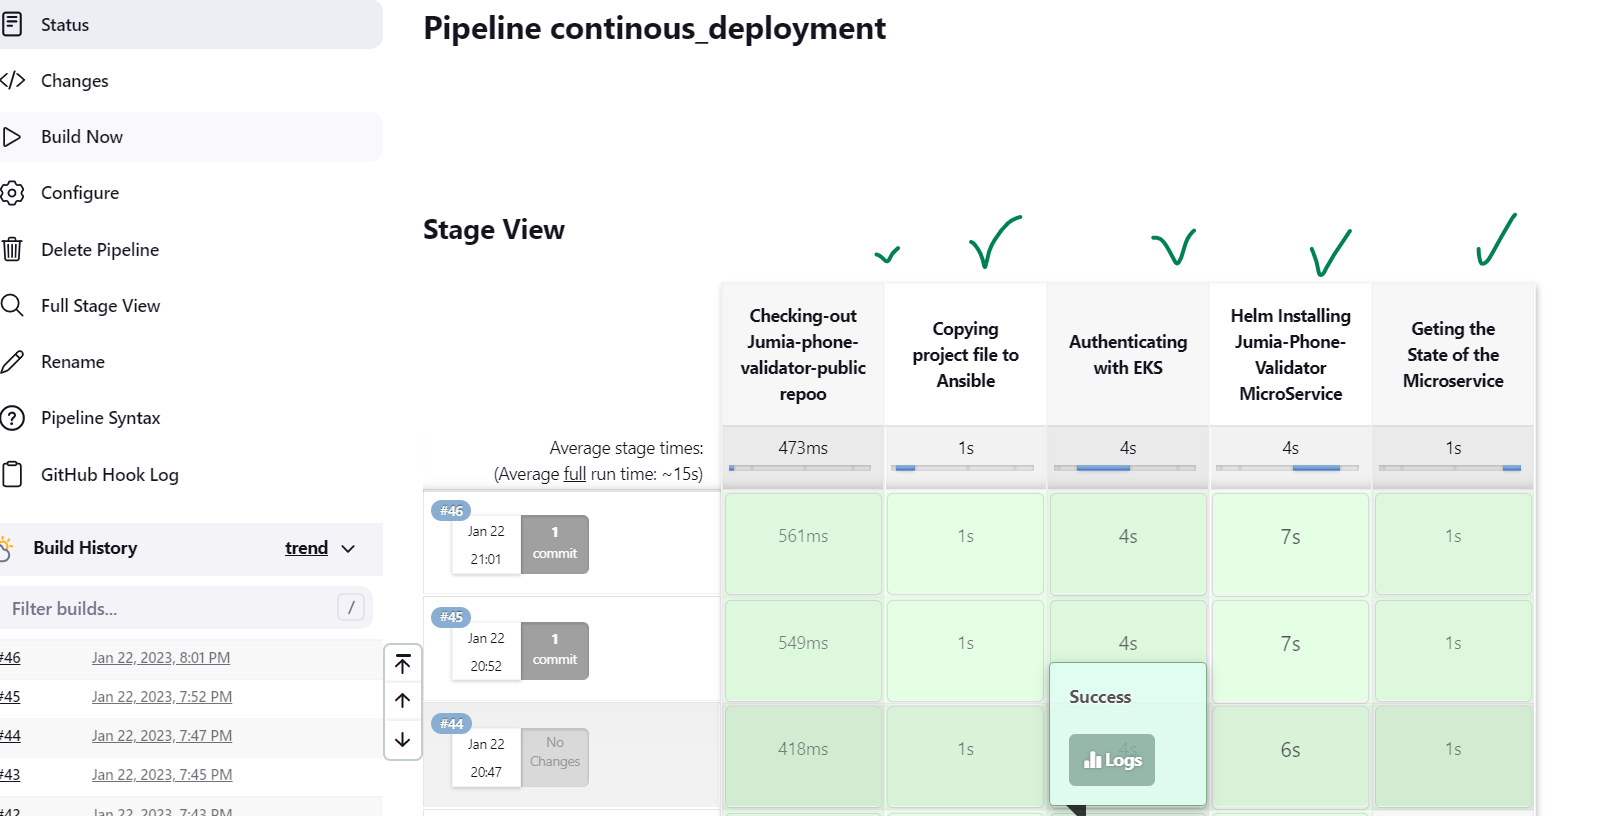 Status
Changes
Build Now
Configure
Delete Pipeline
Full Stage View
Rename
Pipeline Syntax
GitHub Hook Log
Build History
trend
Filter builds...
/
#46 Jan 22, 2023, 8:01 PM
#45 Jan 22, 2023, 7:52 PM
#44 Jan 22, 2023, 7:47 PM
#43 Jan 22, 2023, 7:45 PM
#42 Jan 22, 2023, 7:43 PM
Pipeline continous_deployment
Stage View
Checking-out
Jumia-phone-
validator-public
repoo
Copying
project file to
Ansible
Authenticating
with EKS
Helm Installing
Jumia-Phone-
Validator
MicroService
Geting the
State of the
Microservice
Average stage times:
(Average full run time: ~15s)
473ms 1s 4s 4s 1s
#46
Jan 22
21:01
1
commit
561ms 1s 4s 7s 1s
#45
Jan 22
20:52
1
commit
549ms 1s 4s 7s 1s
#44
Jan 22
20:47
No
Changes
418ms 1s 4s 6s 1s
Success
Logs